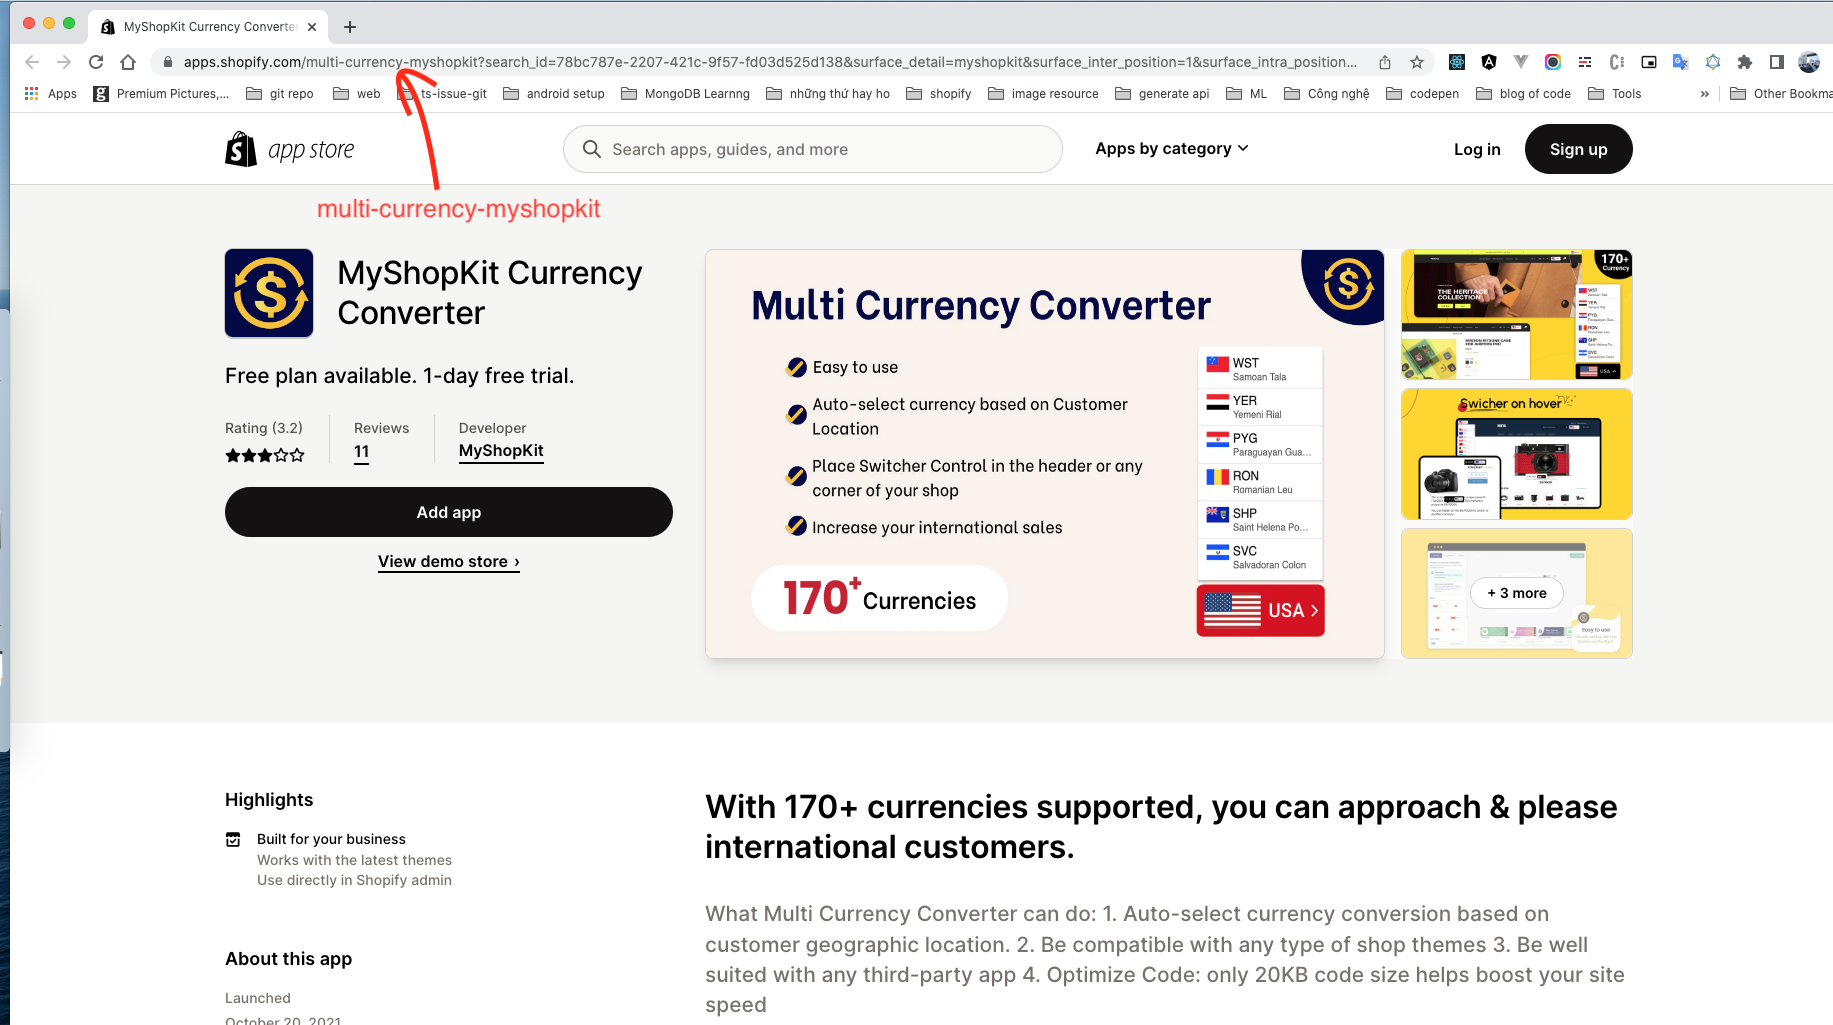 MyShopKit Currency Converter
apps.shopify.com/multi-currency-myshopkit?search_id=78bc787e-2207-421c-9f57-fd03d525d138&surface_detail=myshopkit&surface_inter_position=1&surface_intra_position...
Apps
Premium Pictures,...
git repo
web
ts-issue-git
android setup
MongoDB Learnng
những thứ hay ho
shopify
image resource
generate api
ML
Công nghệ
codepen
blog of code
Tools
»
Other Bookma
app store
Search apps, guides, and more
Apps by category
Log in
Sign up
multi-currency-myshopkit
MyShopKit Currency
Converter
Free plan available. 1-day free trial.
Rating (3.2)
Reviews
11
Developer
MyShopKit
Add app
View demo store ›
Multi Currency Converter
Easy to use
Auto-select currency based on Customer
Location
Place Switcher Control in the header or any
corner of your shop
Increase your international sales
170+ Currencies
WST
Samoan Tala
YER
Yemeni Rial
PYG
Paraguayan Gua...
RON
Romanian Leu
SHP
Saint Helena Po...
SVC
Salvadoran Colon
USA
170+
Currency
THE HERITAGE
COLLECTION
Swicher on hover
+ 3 more
Easy to use
Highlights
Built for your business
Works with the latest themes
Use directly in Shopify admin
About this app
Launched
October 20, 2021
With 170+ currencies supported, you can approach & please
international customers.
What Multi Currency Converter can do: 1. Auto-select currency conversion based on
customer geographic location. 2. Be compatible with any type of shop themes 3. Be well
suited with any third-party app 4. Optimize Code: only 20KB code size helps boost your site
speed